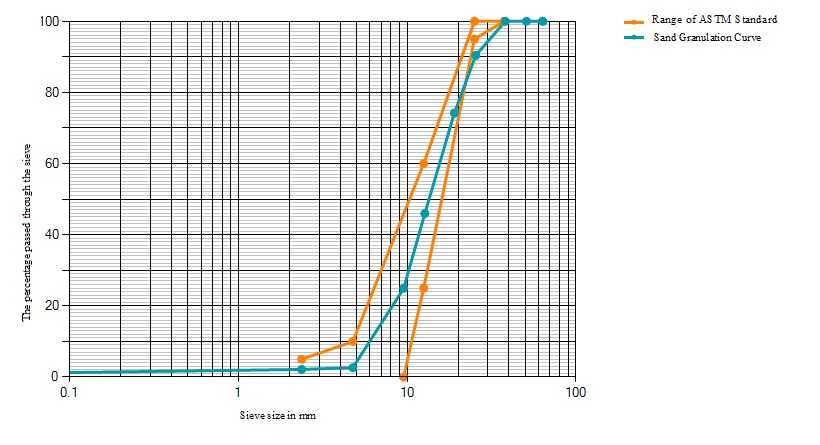 Range of ASTM Standard
Sand Granulation Curve
The percentage passed through the sieve
100
80
60
40
20
0
0.1
1
10
100
Sieve size in mm